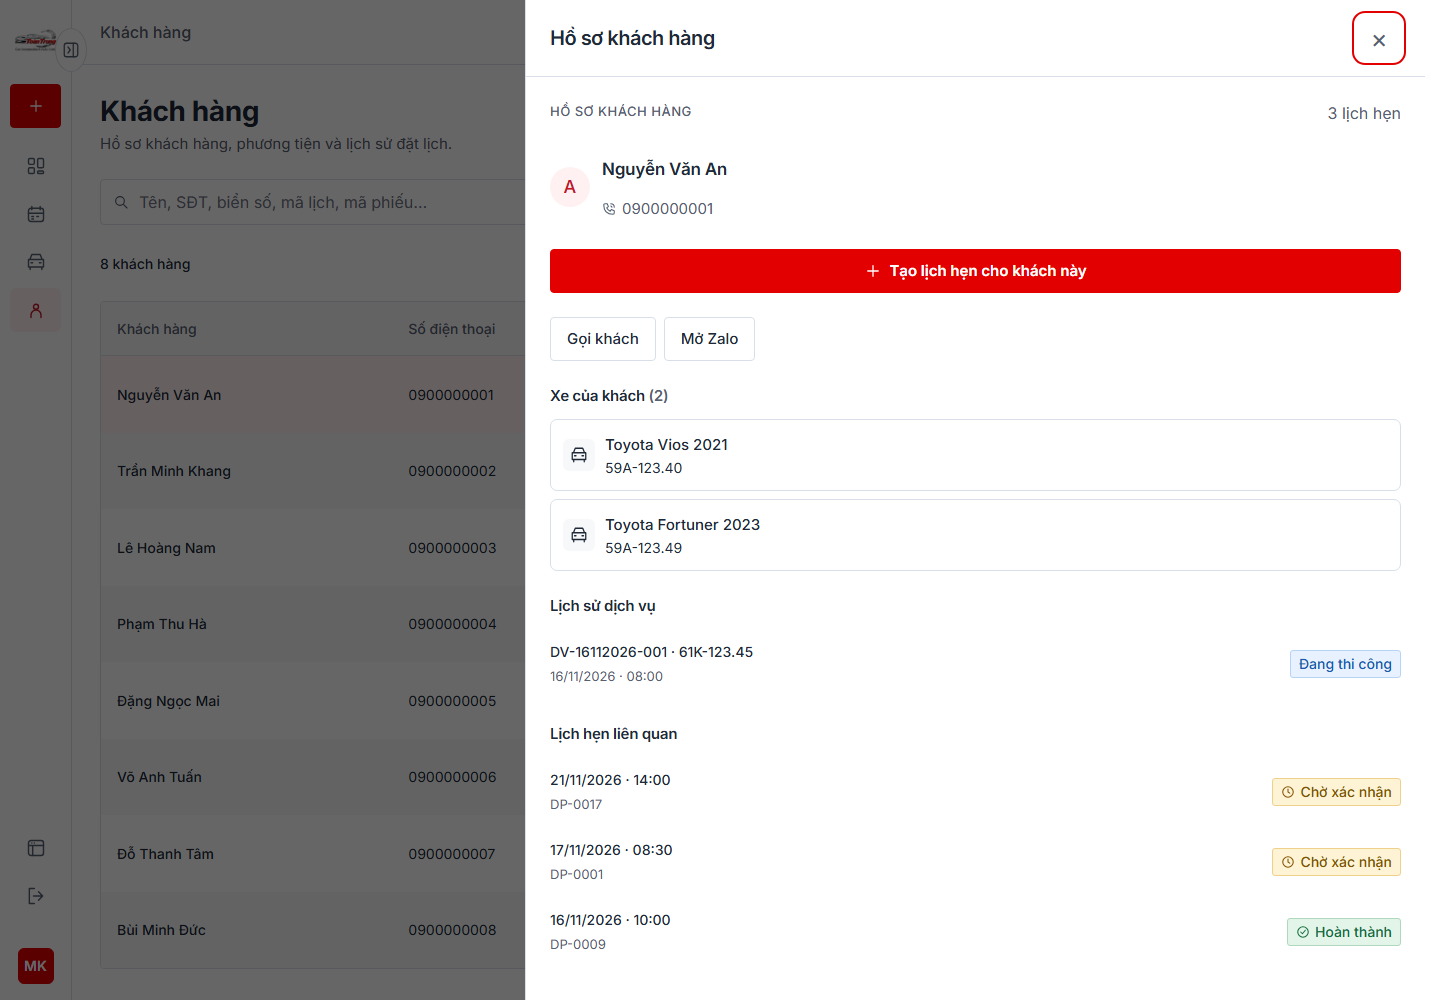 Khách hàng
Khách hàng
Hồ sơ khách hàng, phương tiện và lịch sử đặt lịch.
Tên, SĐT, biển số, mã lịch, mã phiếu...
8 khách hàng
Khách hàng
Số điện thoại
Nguyễn Văn An
0900000001
Trần Minh Khang
0900000002
Lê Hoàng Nam
0900000003
Phạm Thu Hà
0900000004
Đặng Ngọc Mai
0900000005
Võ Anh Tuấn
0900000006
Đỗ Thanh Tâm
0900000007
Bùi Minh Đức
0900000008
MK
Hồ sơ khách hàng
HỒ SƠ KHÁCH HÀNG
3 lịch hẹn
A
Nguyễn Văn An
0900000001
Tạo lịch hẹn cho khách này
Gọi khách
Mở Zalo
Xe của khách (2)
Toyota Vios 2021
59A-123.40
Toyota Fortuner 2023
59A-123.49
Lịch sử dịch vụ
DV-16112026-001 · 61K-123.45
16/11/2026 · 08:00
Đang thi công
Lịch hẹn liên quan
21/11/2026 · 14:00
DP-0017
Chờ xác nhận
17/11/2026 · 08:30
DP-0001
Chờ xác nhận
16/11/2026 · 10:00
DP-0009
Hoàn thành